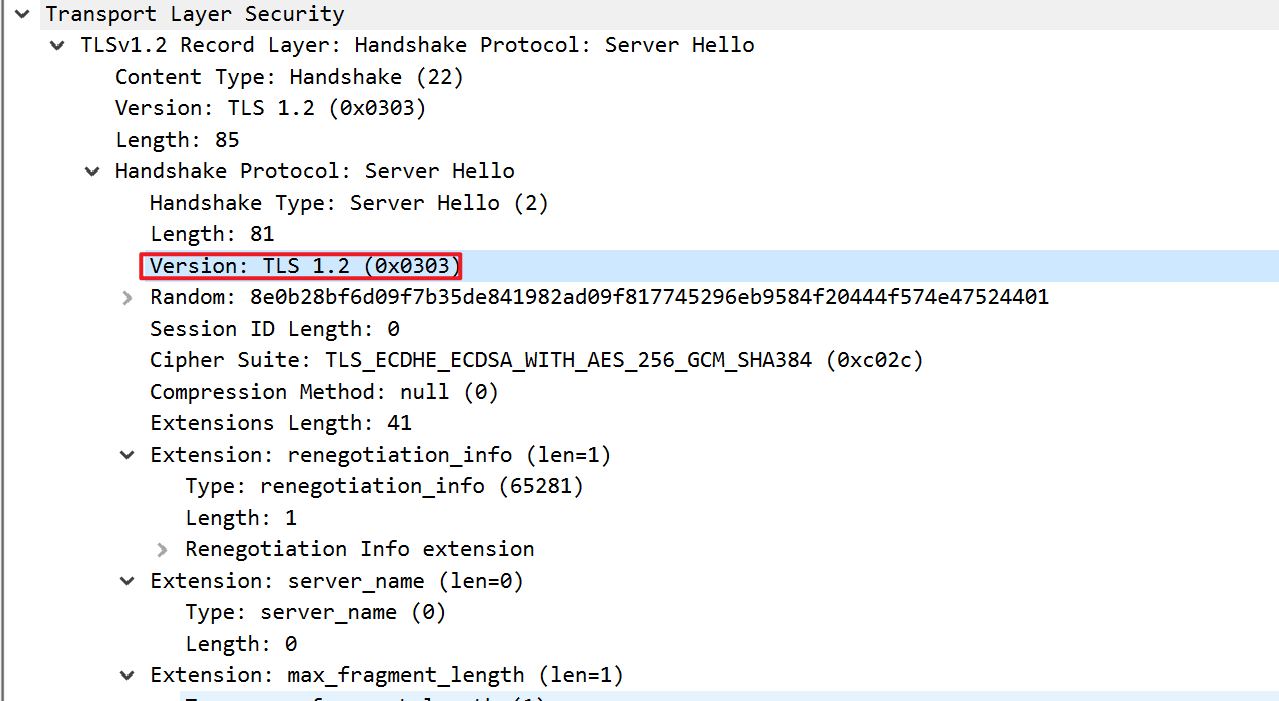 Transport Layer Security
TLSv1.2 Record Layer: Handshake Protocol: Server Hello
Content Type: Handshake (22)
Version: TLS 1.2 (0x0303)
Length: 85
Handshake Protocol: Server Hello
Handshake Type: Server Hello (2)
Length: 81
Version: TLS 1.2 (0x0303)
Random: 8e0b28bf6d09f7b35de841982ad09f817745296eb9584f20444f574e47524401
Session ID Length: 0
Cipher Suite: TLS_ECDHE_ECDSA_WITH_AES_256_GCM_SHA384 (0xc02c)
Compression Method: null (0)
Extensions Length: 41
Extension: renegotiation_info (len=1)
Type: renegotiation_info (65281)
Length: 1
Renegotiation Info extension
Extension: server_name (len=0)
Type: server_name (0)
Length: 0
Extension: max_fragment_length (len=1)